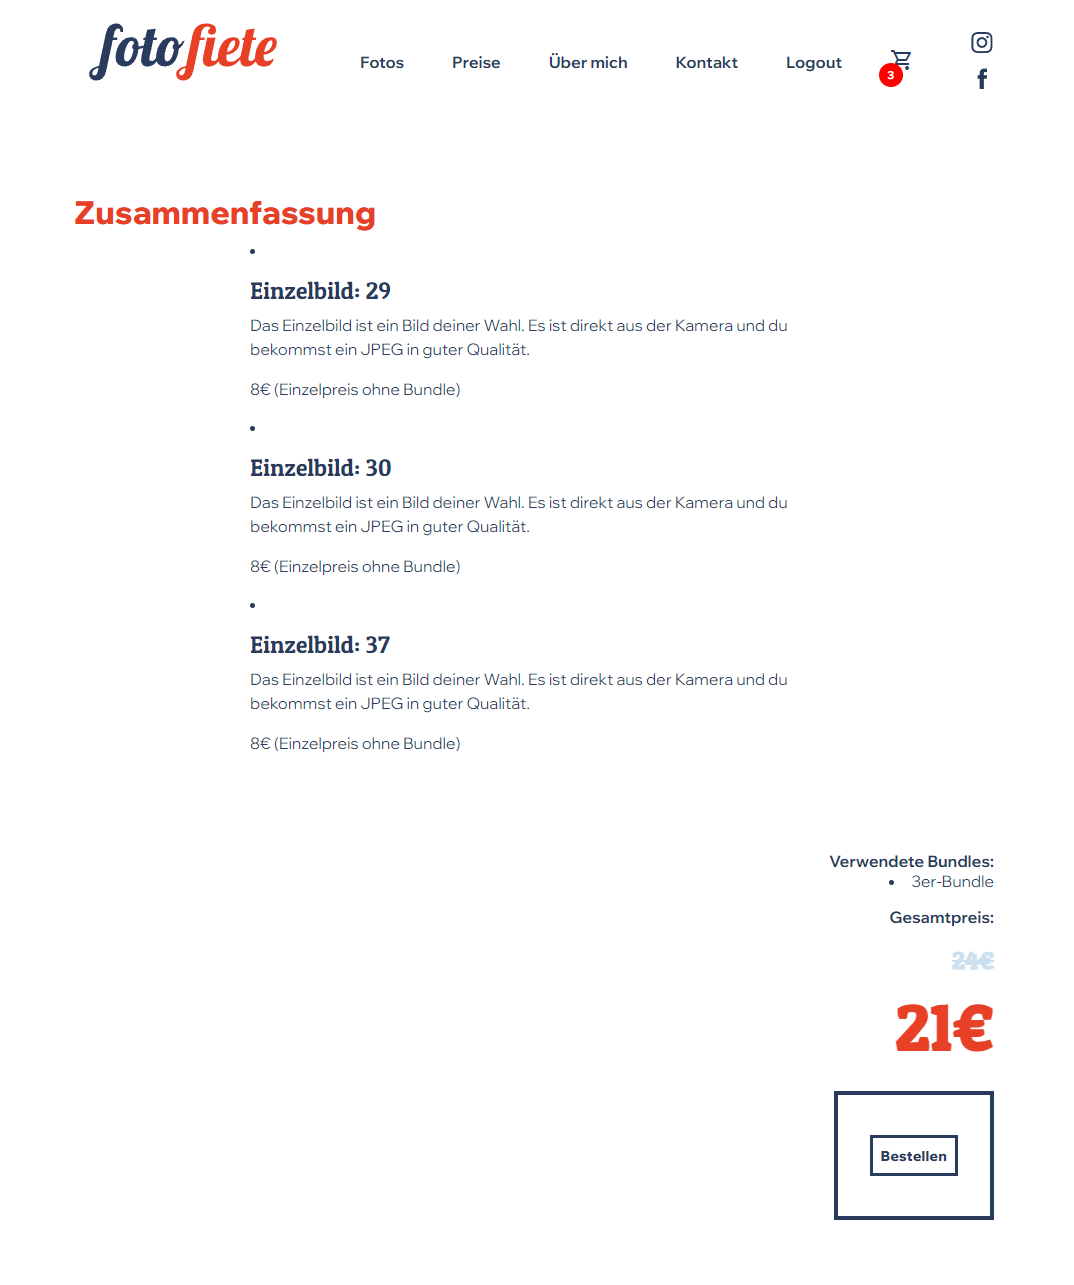 fotofiete
Fotos Preise Über mich Kontakt Logout
3
Zusammenfassung
Einzelbild: 29
Das Einzelbild ist ein Bild deiner Wahl. Es ist direkt aus der Kamera und du
bekommst ein JPEG in guter Qualität.
8€ (Einzelpreis ohne Bundle)
Einzelbild: 30
Das Einzelbild ist ein Bild deiner Wahl. Es ist direkt aus der Kamera und du
bekommst ein JPEG in guter Qualität.
8€ (Einzelpreis ohne Bundle)
Einzelbild: 37
Das Einzelbild ist ein Bild deiner Wahl. Es ist direkt aus der Kamera und du
bekommst ein JPEG in guter Qualität.
8€ (Einzelpreis ohne Bundle)
Verwendete Bundles:
• 3er-Bundle
Gesamtpreis:
24€
21€
Bestellen